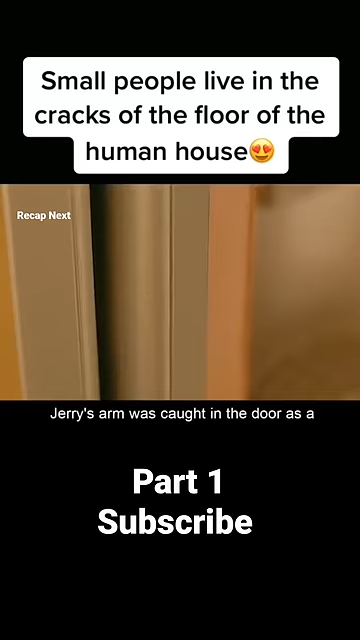 Small people live in the
cracks of the floor of the
human house😍
Recap Next
Jerry's arm was caught in the door as a
Part 1
Subscribe